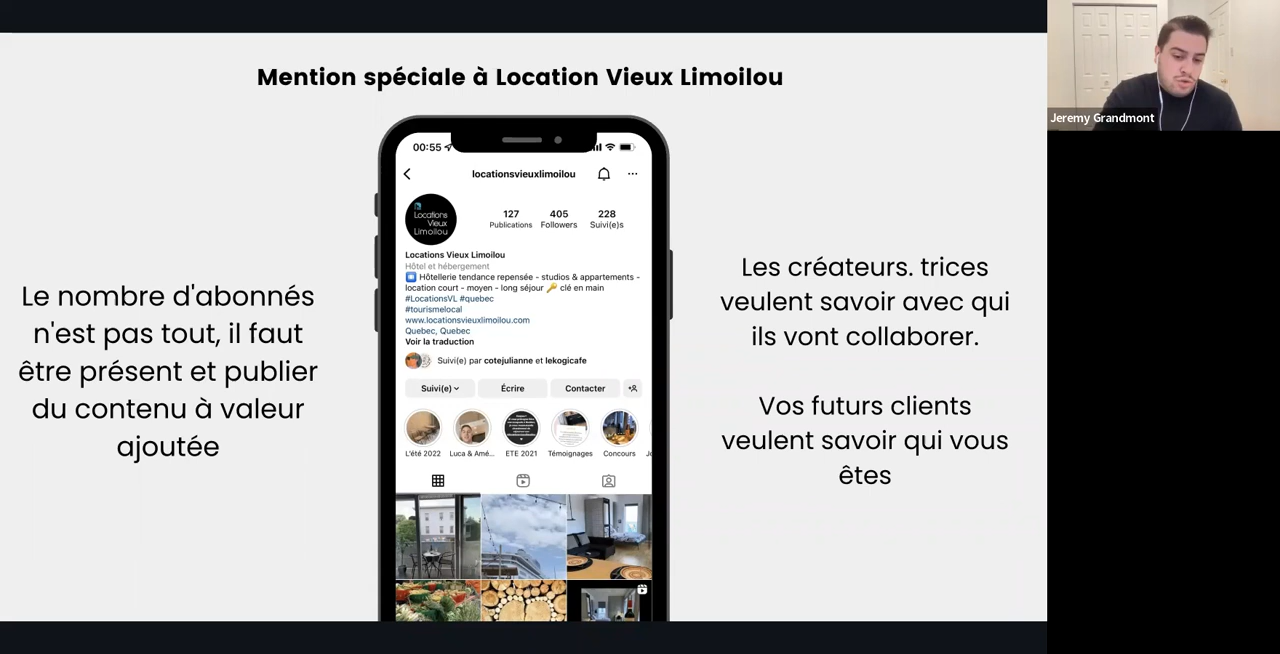 Mention spéciale à Location Vieux Limoilou
Jeremy Grandmont
Le nombre d'abonnés
n'est pas tout, il faut
être présent et publier
du contenu à valeur
ajoutée
00:55
locationsvieuxlimoilou
Locations
Vieux
Limoilou
127
405
228
Publications
Followers
Suivi(e)s
Locations Vieux Limoilou
Hôtel et hébergement
Hôtellerie tendance repensée - studios & appartements -
location court - moyen - long séjour 🔑 clé en main
#LocationsVL #quebec
#tourismelocal
www.locationsvieuxlimoilou.com
Quebec, Quebec
Voir la traduction
Suivi(e) par cotejulianne et lekogicafe
Suivi(e)
Écrire
Contacter
L'été 2022
Luca & Amé...
ETE 2021
Témoignages
Concours
Les créateurs. trices
veulent savoir avec qui
ils vont collaborer.
Vos futurs clients
veulent savoir qui vous
êtes